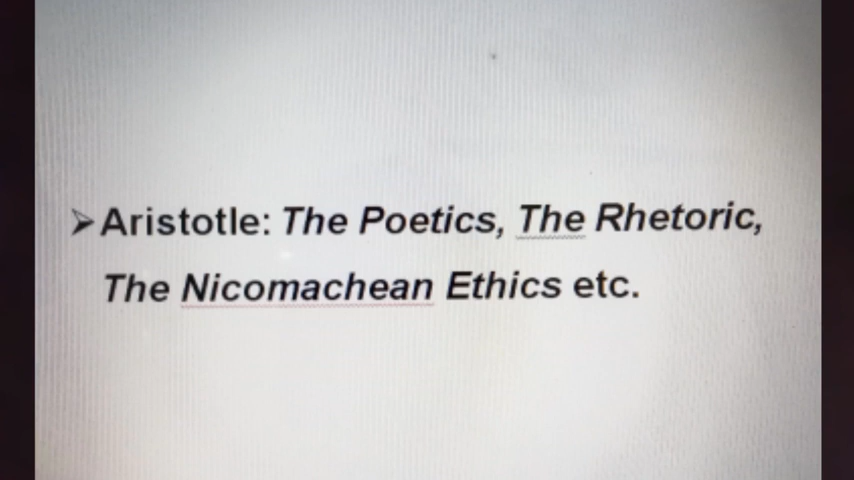 ➢Aristotle: The Poetics, The Rhetoric,
The Nicomachean Ethics etc.